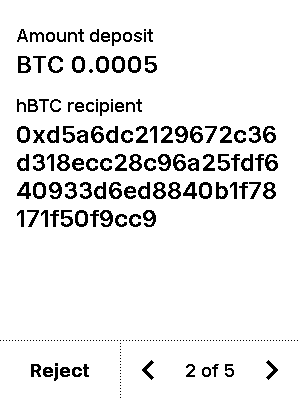 Amount deposit
BTC 0.0005
hBTC recipient
0xd5a6dc2129672c36
d318ecc28c96a25fdf6
40933d6ed8840b1f78
171f50f9cc9
Reject
2 of 5